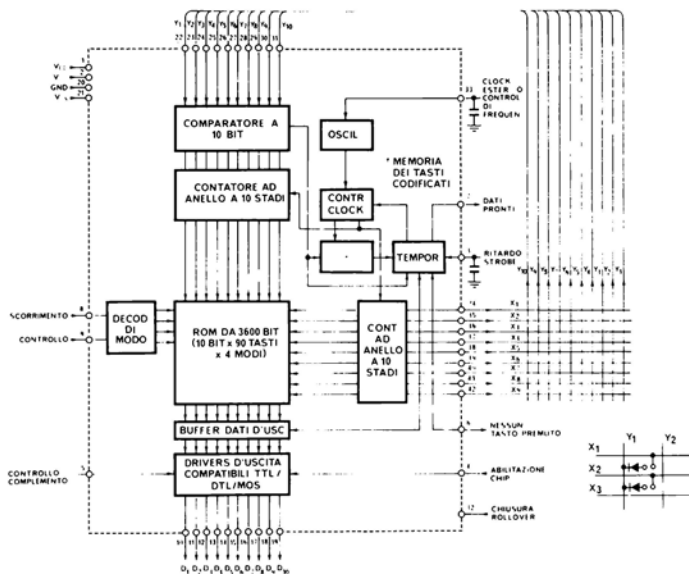 Y1 Y2 Y3 Y4 Y5 Y6 Y7 Y8 Y9 Y10
22 23 24 25 26 27 28 29 30 31
GND
20
21
COMPARATORE A
10 BIT
OSCIL
33
CLOCK
ESTER O
CONTROL
DI
FREQUEN
* MEMORIA
DEI TASTI
CODIFICATI
CONTATORE AD
ANELLO A 10 STADI
CONTR
CLOCK
DATI
PRONTI
*
TEMPOR
RITARDO
STROBE
SCORRIMENTO
CONTROLLO
DECOD
DI
MODO
ROM DA 3600 BIT
(10 BIT x 90 TASTI
x 4 MODI)
CONT
AD
ANELLO
A 10
STADI
X1
X2
X3
X4
X5
X6
X7
X8
X9
BUFFER DATI D'USC
NESSUN
TASTO PREMUTO
CONTROLLO
COMPLEMENTO
DRIVERS D'USCITA
COMPATIBILI TTL/
DTL/MOS
ABILITAZIONE
CHIP
CHIUSURA
ROLLOVER
D1 D2 D3 D4 D5 D6 D7 D8 D9 D10
Y1 Y2
X1
X2
X3